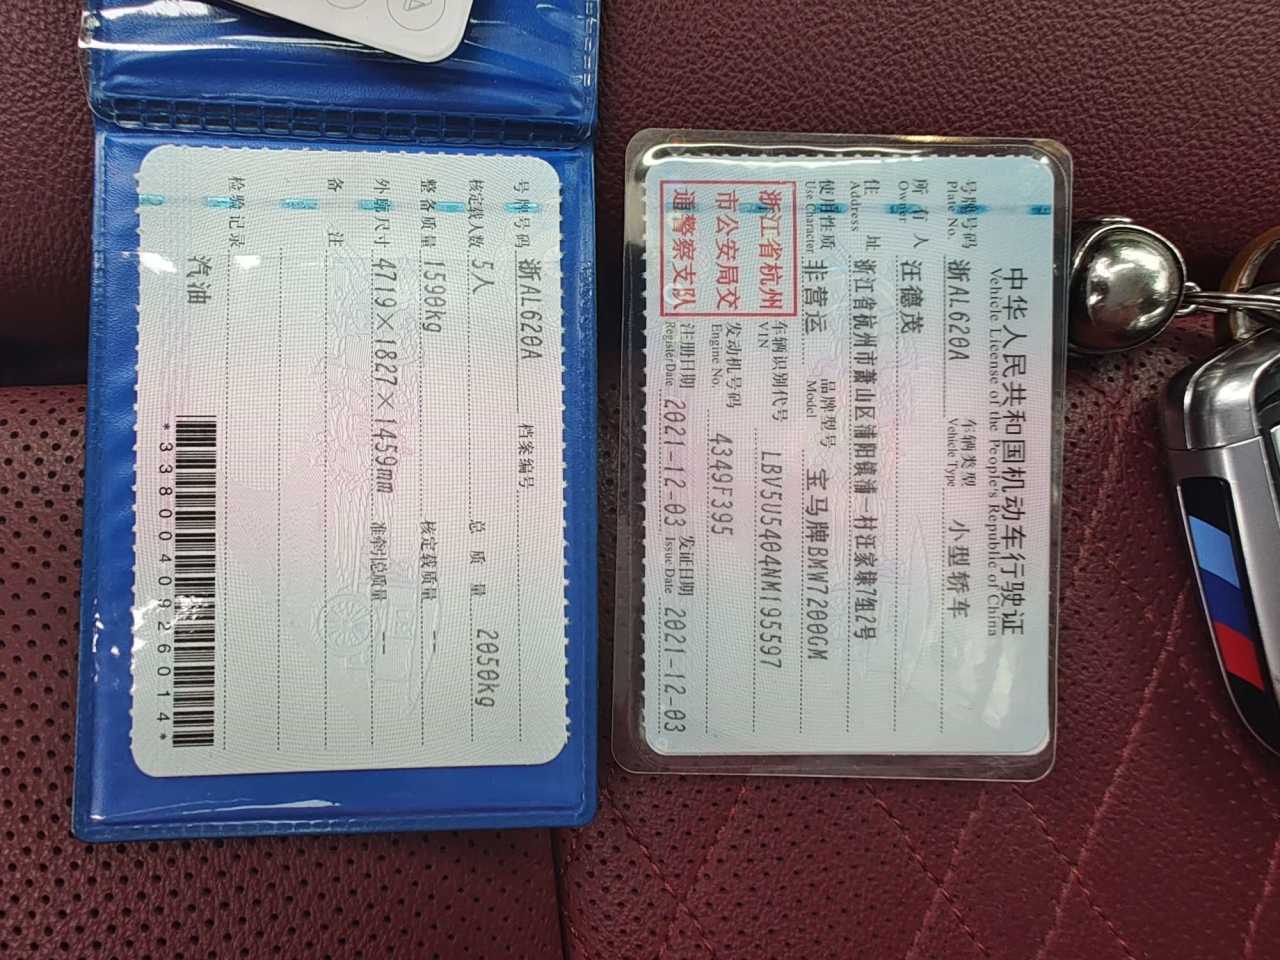 中华人民共和国机动车行驶证
Vehicle License of the People's Republic of China
号牌号码 浙AL620A 车辆类型 小型轿车
Plate No. Vehicle Type
所有人 汪德茂
Owner
住址 浙江省杭州市萧山区浦阳镇浦一村汪家埭7组2号
Address
使用性质 非营运 品牌型号 宝马牌BMW7200GM
Use Character Model
浙江省杭州
市公安局交
通警察支队
车辆识别代号 LBV5U5404NM195597
VIN
发动机号码 4349F395
Engine No.
注册日期 2021-12-03 发证日期 2021-12-03
Register Date Issue Date
号牌号码 浙AL620A 档案编号
核定载人数 5人 总质量 2050kg
整备质量 1590kg 核定载质量 --
外廓尺寸 4719×1827×1459mm 准牵引总质量 --
备注
检验记录
汽油
*3380040926014*